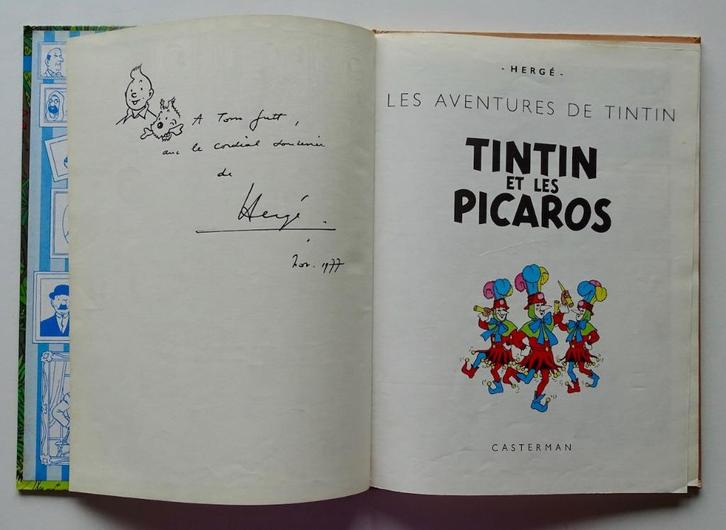 A Tom Gutt,
avec le cordial souvenir
de
Hergé.
Nov. 1977
- HERGÉ -
LES AVENTURES DE TINTIN
TINTIN
ET LES
PICAROS
CASTERMAN